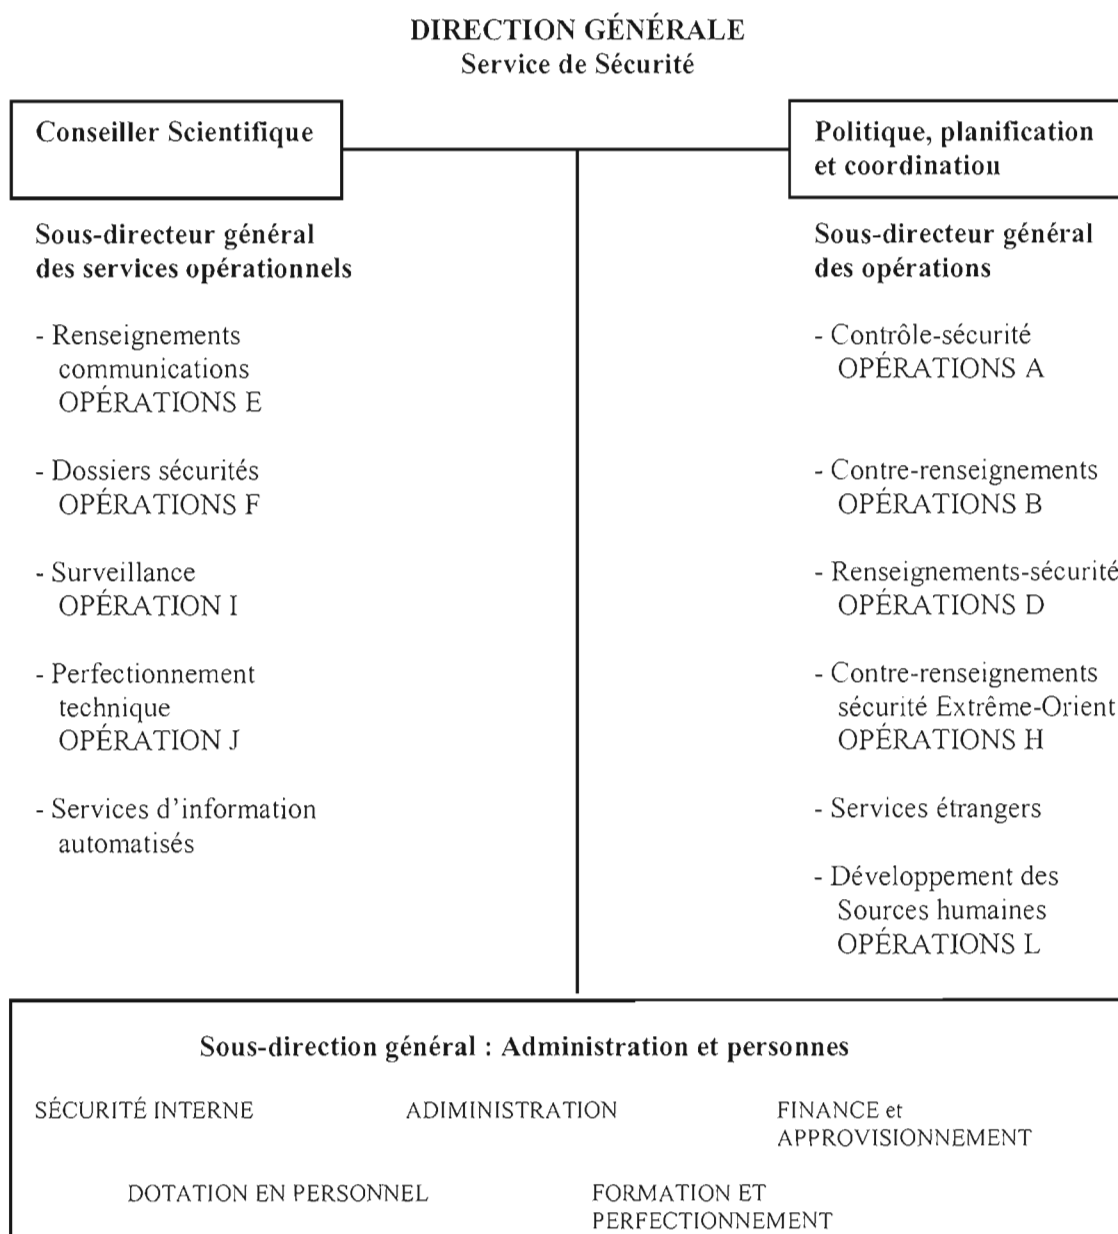 DIRECTION GÉNÉRALE
Service de Sécurité
Conseiller Scientifique
Politique, planification
et coordination
Sous-directeur général
des services opérationnels
- Renseignements
communications
OPÉRATIONS E
- Dossiers sécurités
OPÉRATIONS F
- Surveillance
OPÉRATION I
- Perfectionnement
technique
OPÉRATION J
- Services d'information
automatisés
Sous-directeur général
des opérations
- Contrôle-sécurité
OPÉRATIONS A
- Contre-renseignements
OPÉRATIONS B
- Renseignements-sécurité
OPÉRATIONS D
- Contre-renseignements
sécurité Extrême-Orient
OPÉRATIONS H
- Services étrangers
- Développement des
Sources humaines
OPÉRATIONS L
Sous-direction général : Administration et personnes
SÉCURITÉ INTERNE
ADIMINISTRATION
FINANCE et
APPROVISIONNEMENT
DOTATION EN PERSONNEL
FORMATION ET
PERFECTIONNEMENT